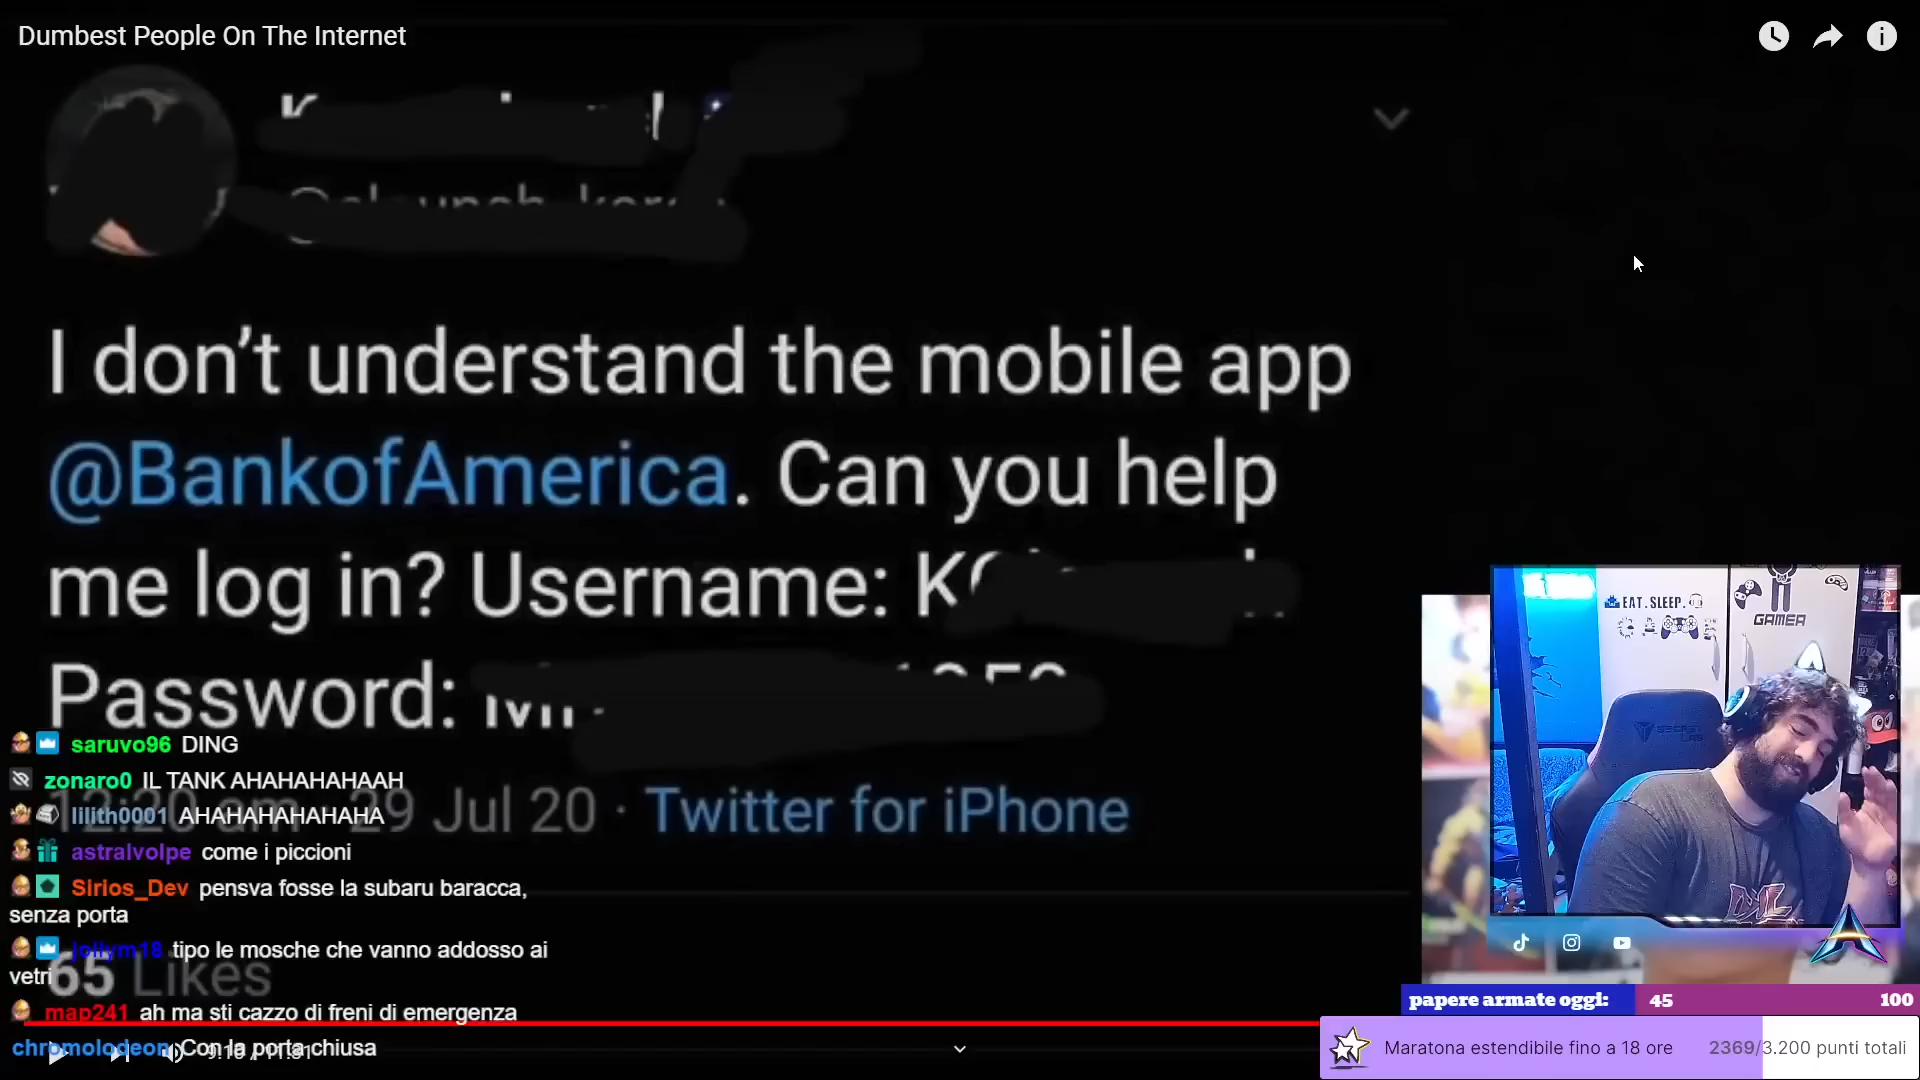 Dumbest People On The Internet
I don't understand the mobile app
@BankofAmerica. Can you help
me log in? Username:
Password:
29 Jul 20 · Twitter for iPhone
65 Likes
saruvo96 DING
zonaro0 IL TANK AHAHAHAHAAH
lilith0001 AHAHAHAHAHAHA
astralvolpe come i piccioni
Sirios_Dev pensva fosse la subaru baracca,
senza porta
jollym18 tipo le mosche che vanno addosso ai
vetri
map241 ah ma sti cazzo di freni di emergenza
chromolodeon Con la porta chiusa
EAT.SLEEP.
GAMER
papere armate oggi: 45 100
Maratona estendibile fino a 18 ore 2369/3.200 punti totali